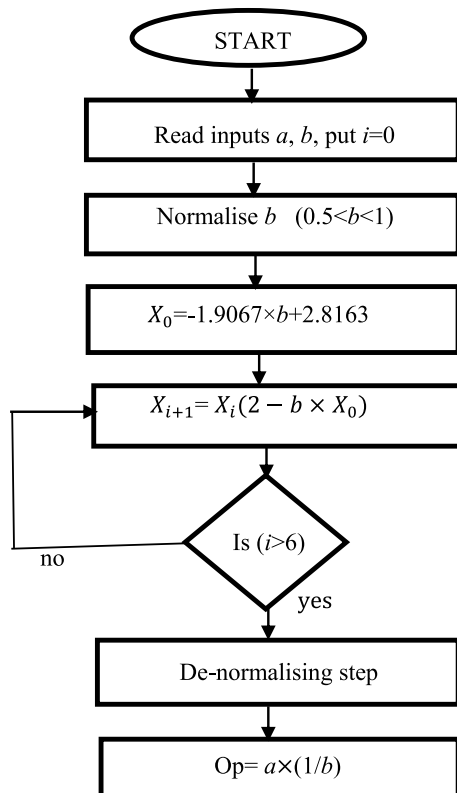 START
Read inputs a, b, put i=0
Normalise b (0.5<b<1)
X₀=-1.9067×b+2.8163
Xᵢ₊₁= Xᵢ(2 − b × X₀)
Is (i>6)
no
yes
De-normalising step
Op= a×(1/b)